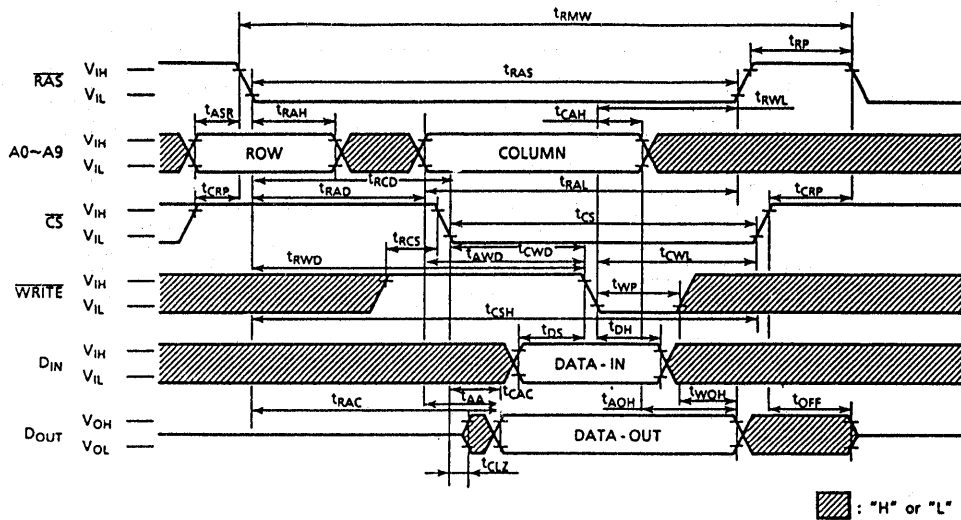 tRMW
tRP
RAS VIH
VIL
tRAS
tRWL
tASR tRAH tCAH
A0~A9 VIH
VIL
ROW COLUMN
tRCD
tCRP tRAD tRAL tCRP
CS VIH
VIL
tCS
tRCS tCWD
tRWD tAWD tCWL
WRITE VIH
VIL
tWP
tCSH
tDS tDH
DIN VIH
VIL
DATA-IN
tCAC
tRAC tAA tAOH tWOH tOFF
DOUT VOH
VOL
DATA-OUT
tCLZ
: "H" or "L"